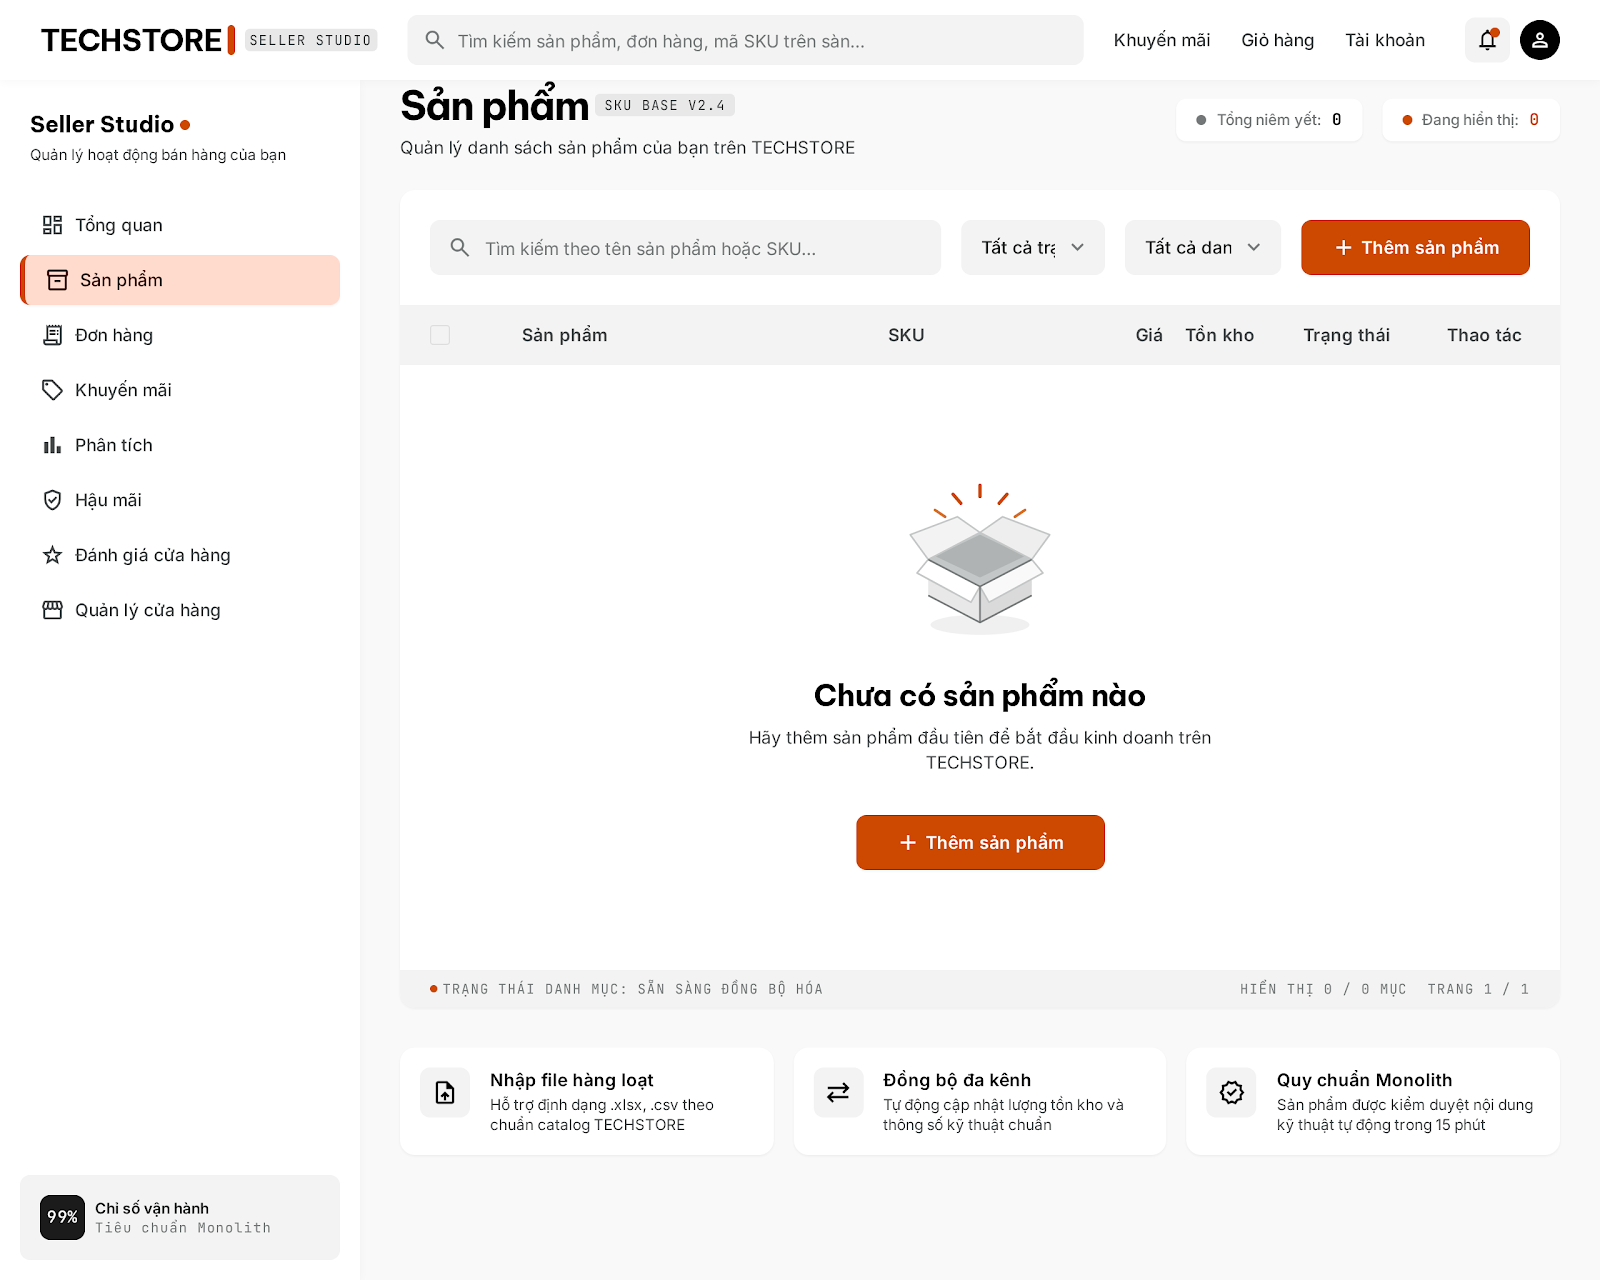 TECHSTORE SELLER STUDIO
Tìm kiếm sản phẩm, đơn hàng, mã SKU trên sàn...
Khuyến mãi Giỏ hàng Tài khoản
Seller Studio
Quản lý hoạt động bán hàng của bạn
Tổng quan
Sản phẩm
Đơn hàng
Khuyến mãi
Phân tích
Hậu mãi
Đánh giá cửa hàng
Quản lý cửa hàng
99%
Chỉ số vận hành
Tiêu chuẩn Monolith
Sản phẩm SKU BASE V2.4
Quản lý danh sách sản phẩm của bạn trên TECHSTORE
Tổng niêm yết: 0
Đang hiển thị: 0
Tìm kiếm theo tên sản phẩm hoặc SKU...
Tất cả trạ
Tất cả dan
Thêm sản phẩm
Sản phẩm SKU Giá Tồn kho Trạng thái Thao tác
Chưa có sản phẩm nào
Hãy thêm sản phẩm đầu tiên để bắt đầu kinh doanh trên
TECHSTORE.
Thêm sản phẩm
TRẠNG THÁI DANH MỤC: SẴN SÀNG ĐỒNG BỘ HÓA
HIỂN THỊ 0 / 0 MỤC TRANG 1 / 1
Nhập file hàng loạt
Hỗ trợ định dạng .xlsx, .csv theo
chuẩn catalog TECHSTORE
Đồng bộ đa kênh
Tự động cập nhật lượng tồn kho và
thông số kỹ thuật chuẩn
Quy chuẩn Monolith
Sản phẩm được kiểm duyệt nội dung
kỹ thuật tự động trong 15 phút